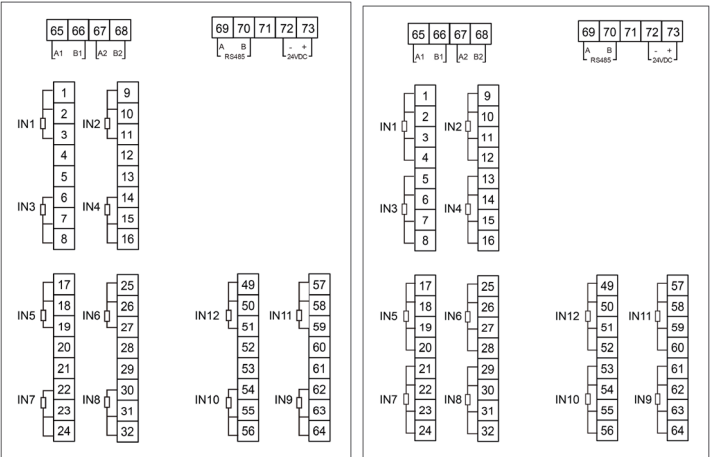 65 66 67 68
A1 B1 A2 B2
69 70 71 72 73
A B - +
RS485 24VDC
IN1
1
2
3
4
5
IN3
6
7
8
IN2
9
10
11
12
13
IN4
14
15
16
IN5
17
18
19
20
21
IN7
22
23
24
IN6
25
26
27
28
29
IN8
30
31
32
IN12
49
50
51
52
53
IN10
54
55
56
IN11
57
58
59
60
61
IN9
62
63
64
65 66 67 68
A1 B1 A2 B2
69 70 71 72 73
A B - +
RS485 24VDC
IN1
1
2
3
4
IN3
5
6
7
8
IN2
9
10
11
12
IN4
13
14
15
16
IN5
17
18
19
20
IN7
21
22
23
24
IN6
25
26
27
28
IN8
29
30
31
32
IN12
49
50
51
52
IN10
53
54
55
56
IN11
57
58
59
60
IN9
61
62
63
64